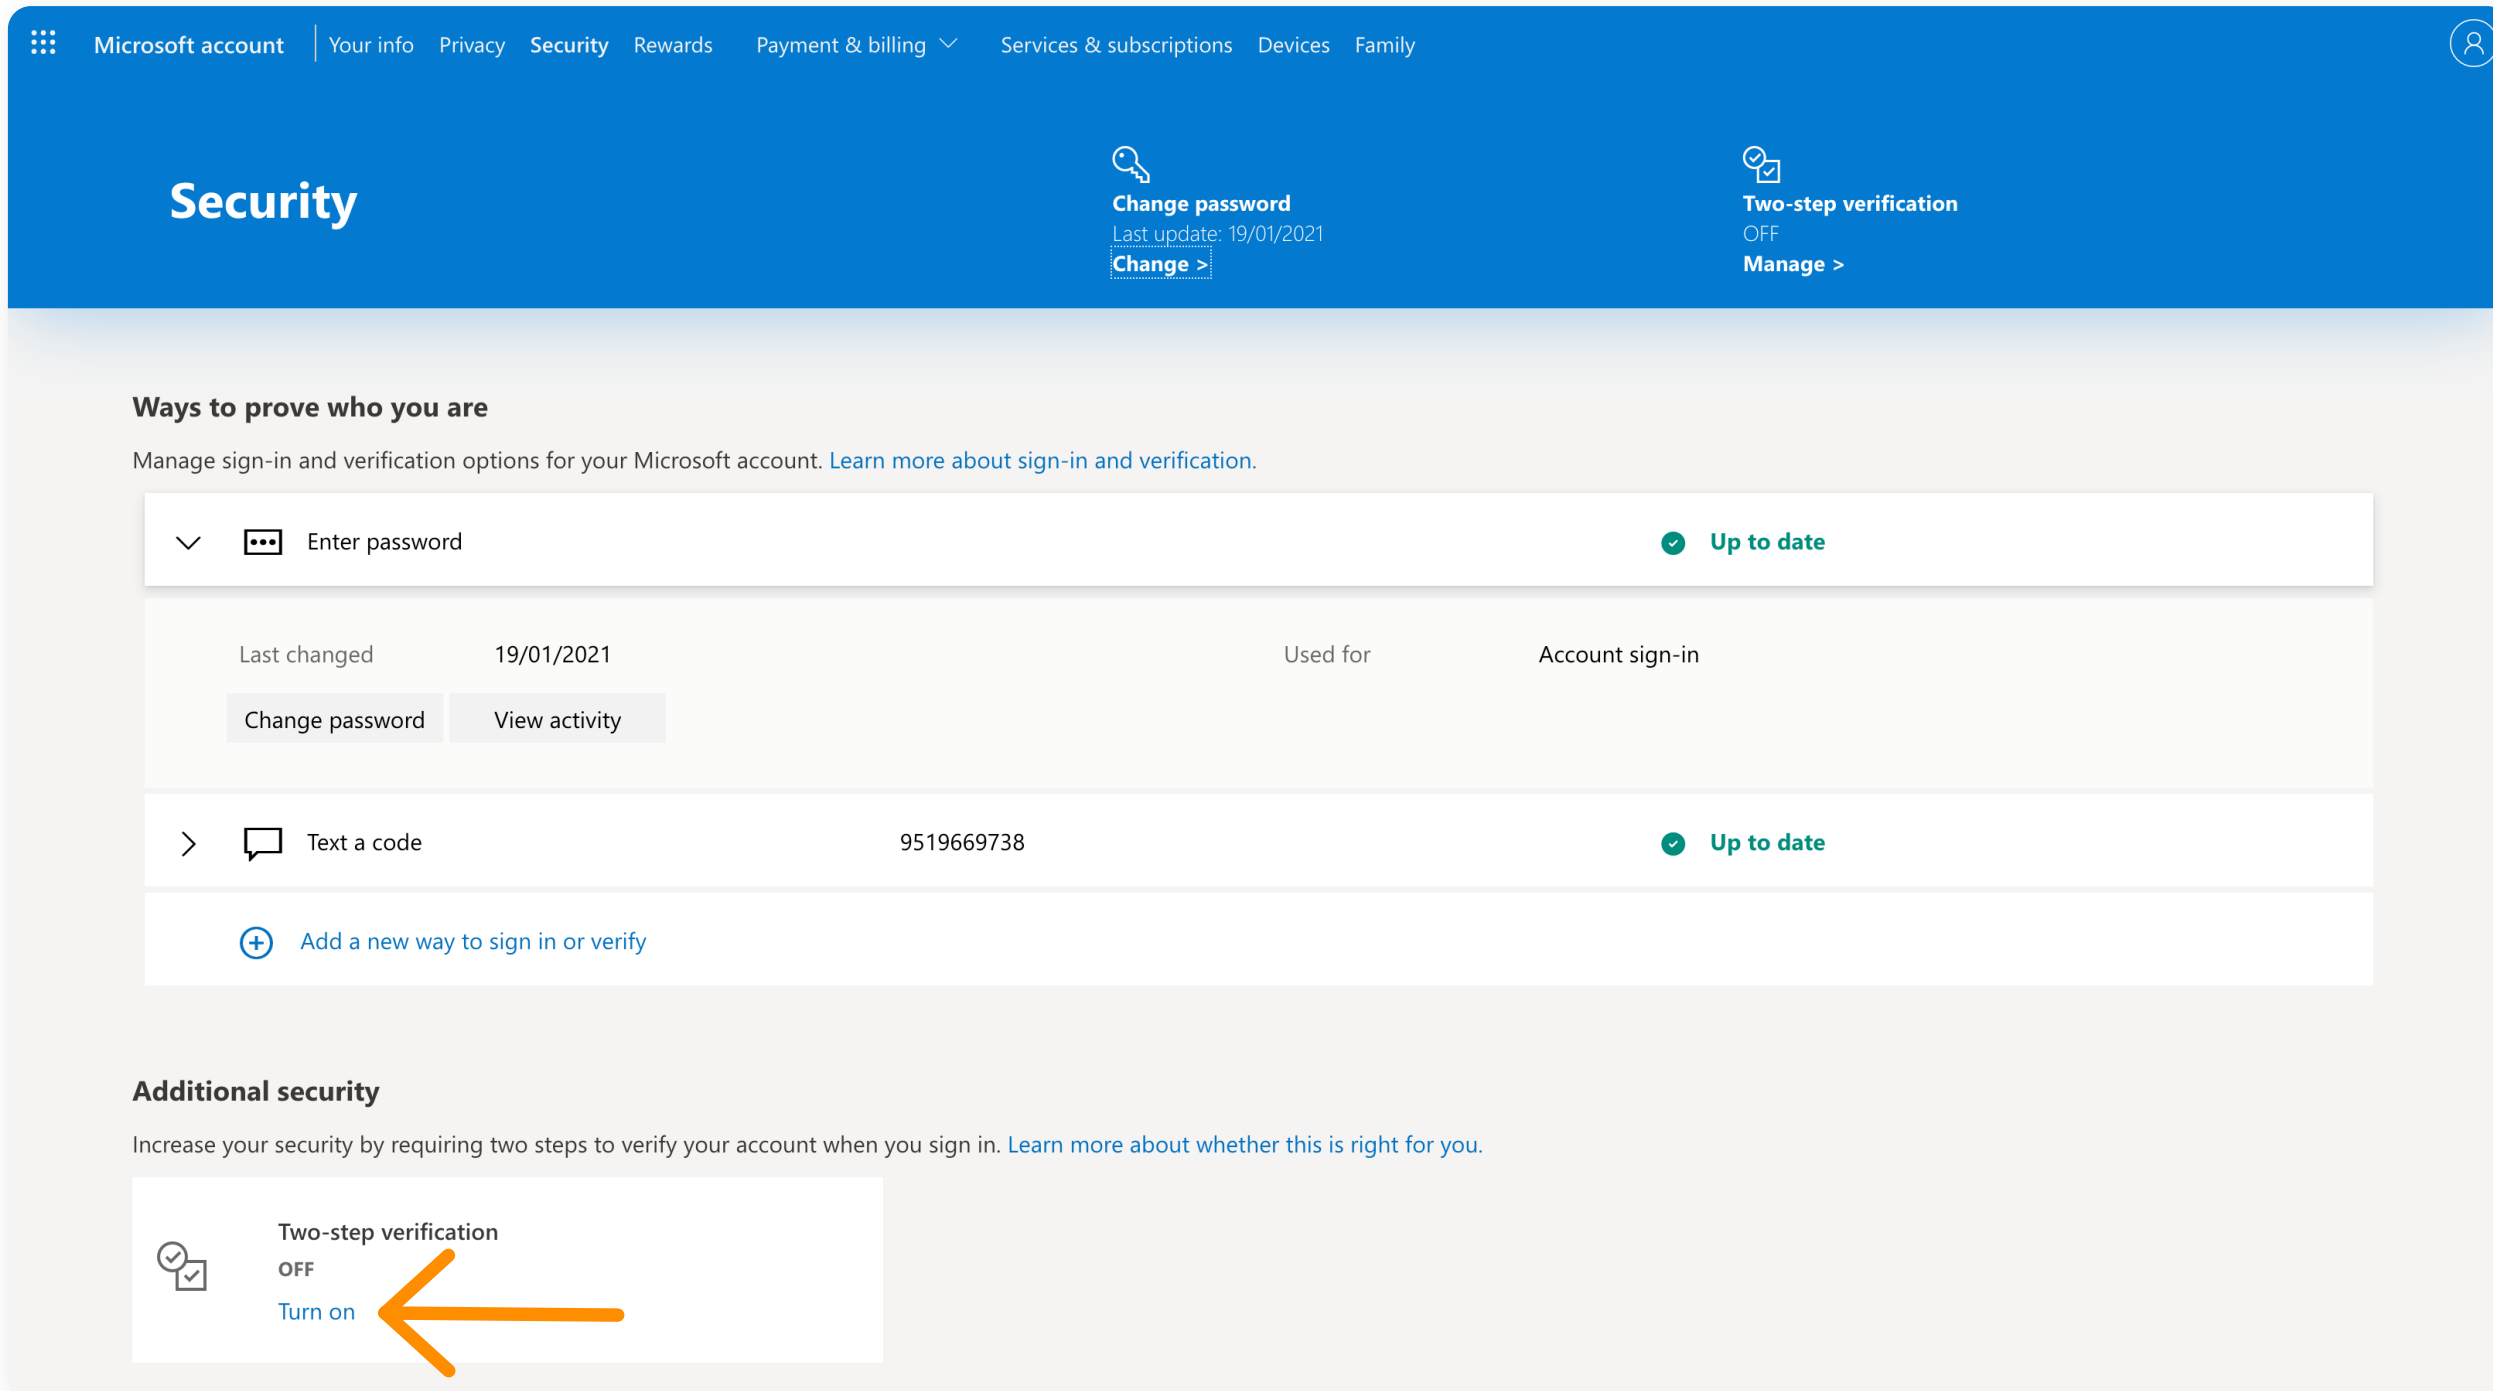 Microsoft account Your info Privacy Security Rewards Payment & billing Services & subscriptions Devices Family
Security
Change password
Last update: 19/01/2021
Change >
Two-step verification
OFF
Manage >
Ways to prove who you are
Manage sign-in and verification options for your Microsoft account. Learn more about sign-in and verification.
Enter password Up to date
Last changed 19/01/2021 Used for Account sign-in
Change password View activity
Text a code 9519669738 Up to date
Add a new way to sign in or verify
Additional security
Increase your security by requiring two steps to verify your account when you sign in. Learn more about whether this is right for you.
Two-step verification
OFF
Turn on